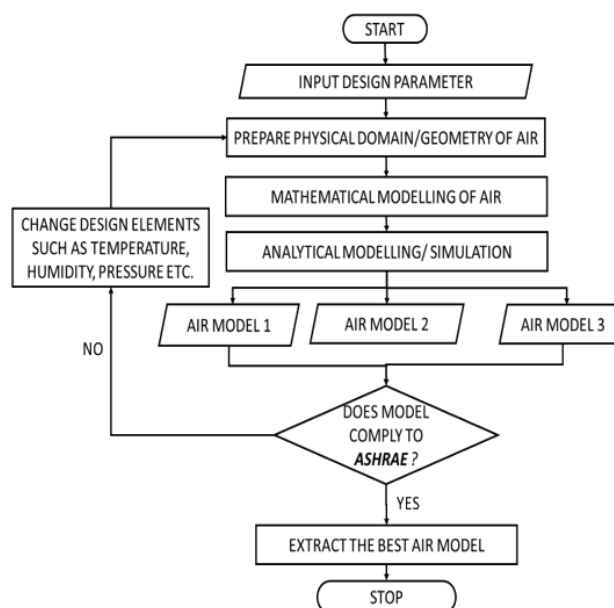 START
INPUT DESIGN PARAMETER
PREPARE PHYSICAL DOMAIN/GEOMETRY OF AIR
MATHEMATICAL MODELLING OF AIR
CHANGE DESIGN ELEMENTS
SUCH AS TEMPERATURE,
HUMIDITY, PRESSURE ETC.
ANALYTICAL MODELLING/ SIMULATION
AIR MODEL 1
AIR MODEL 2
AIR MODEL 3
NO
DOES MODEL
COMPLY TO
ASHRAE ?
YES
EXTRACT THE BEST AIR MODEL
STOP